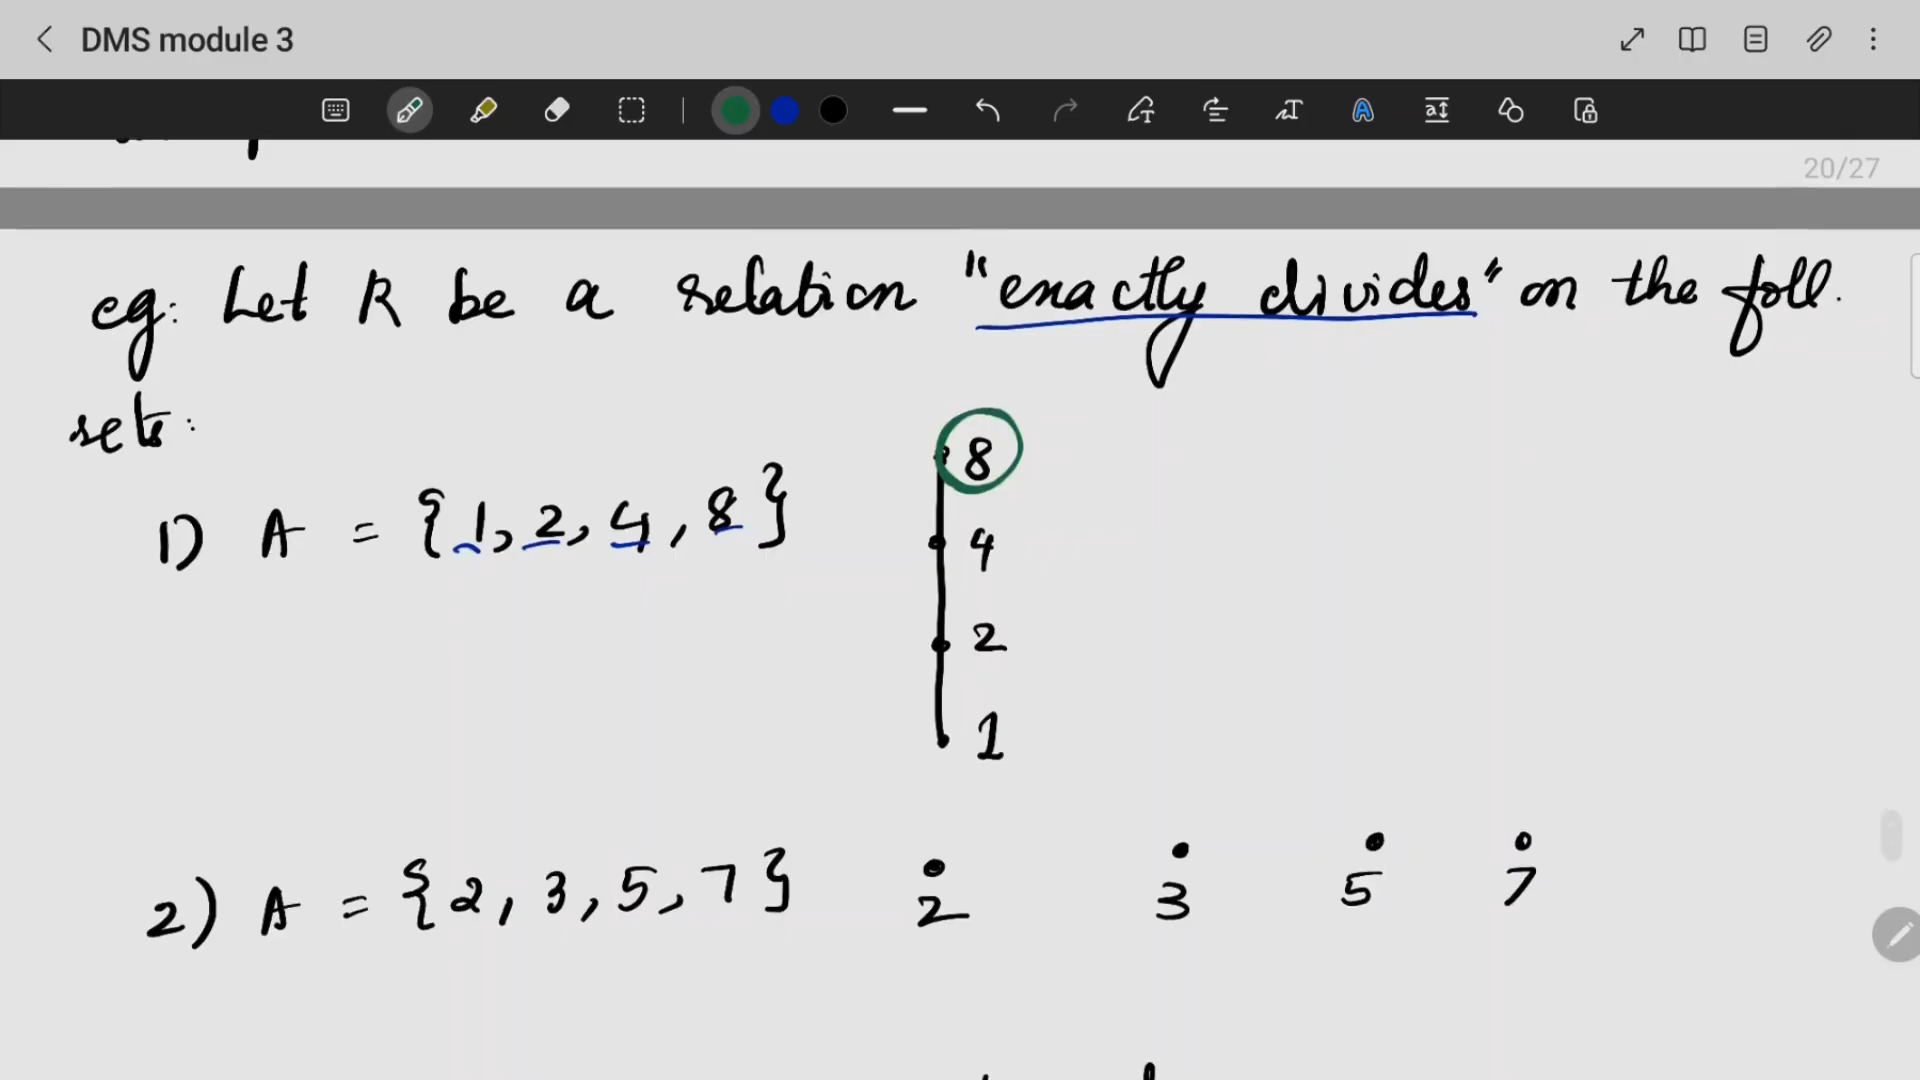 DMS module 3
20/27
eg: Let R be a relation "exactly divides" on the foll.
sets:
8
1) A = {1, 2, 4, 8}
4
2
1
2) A = {2, 3, 5, 7} 2 3 5 7